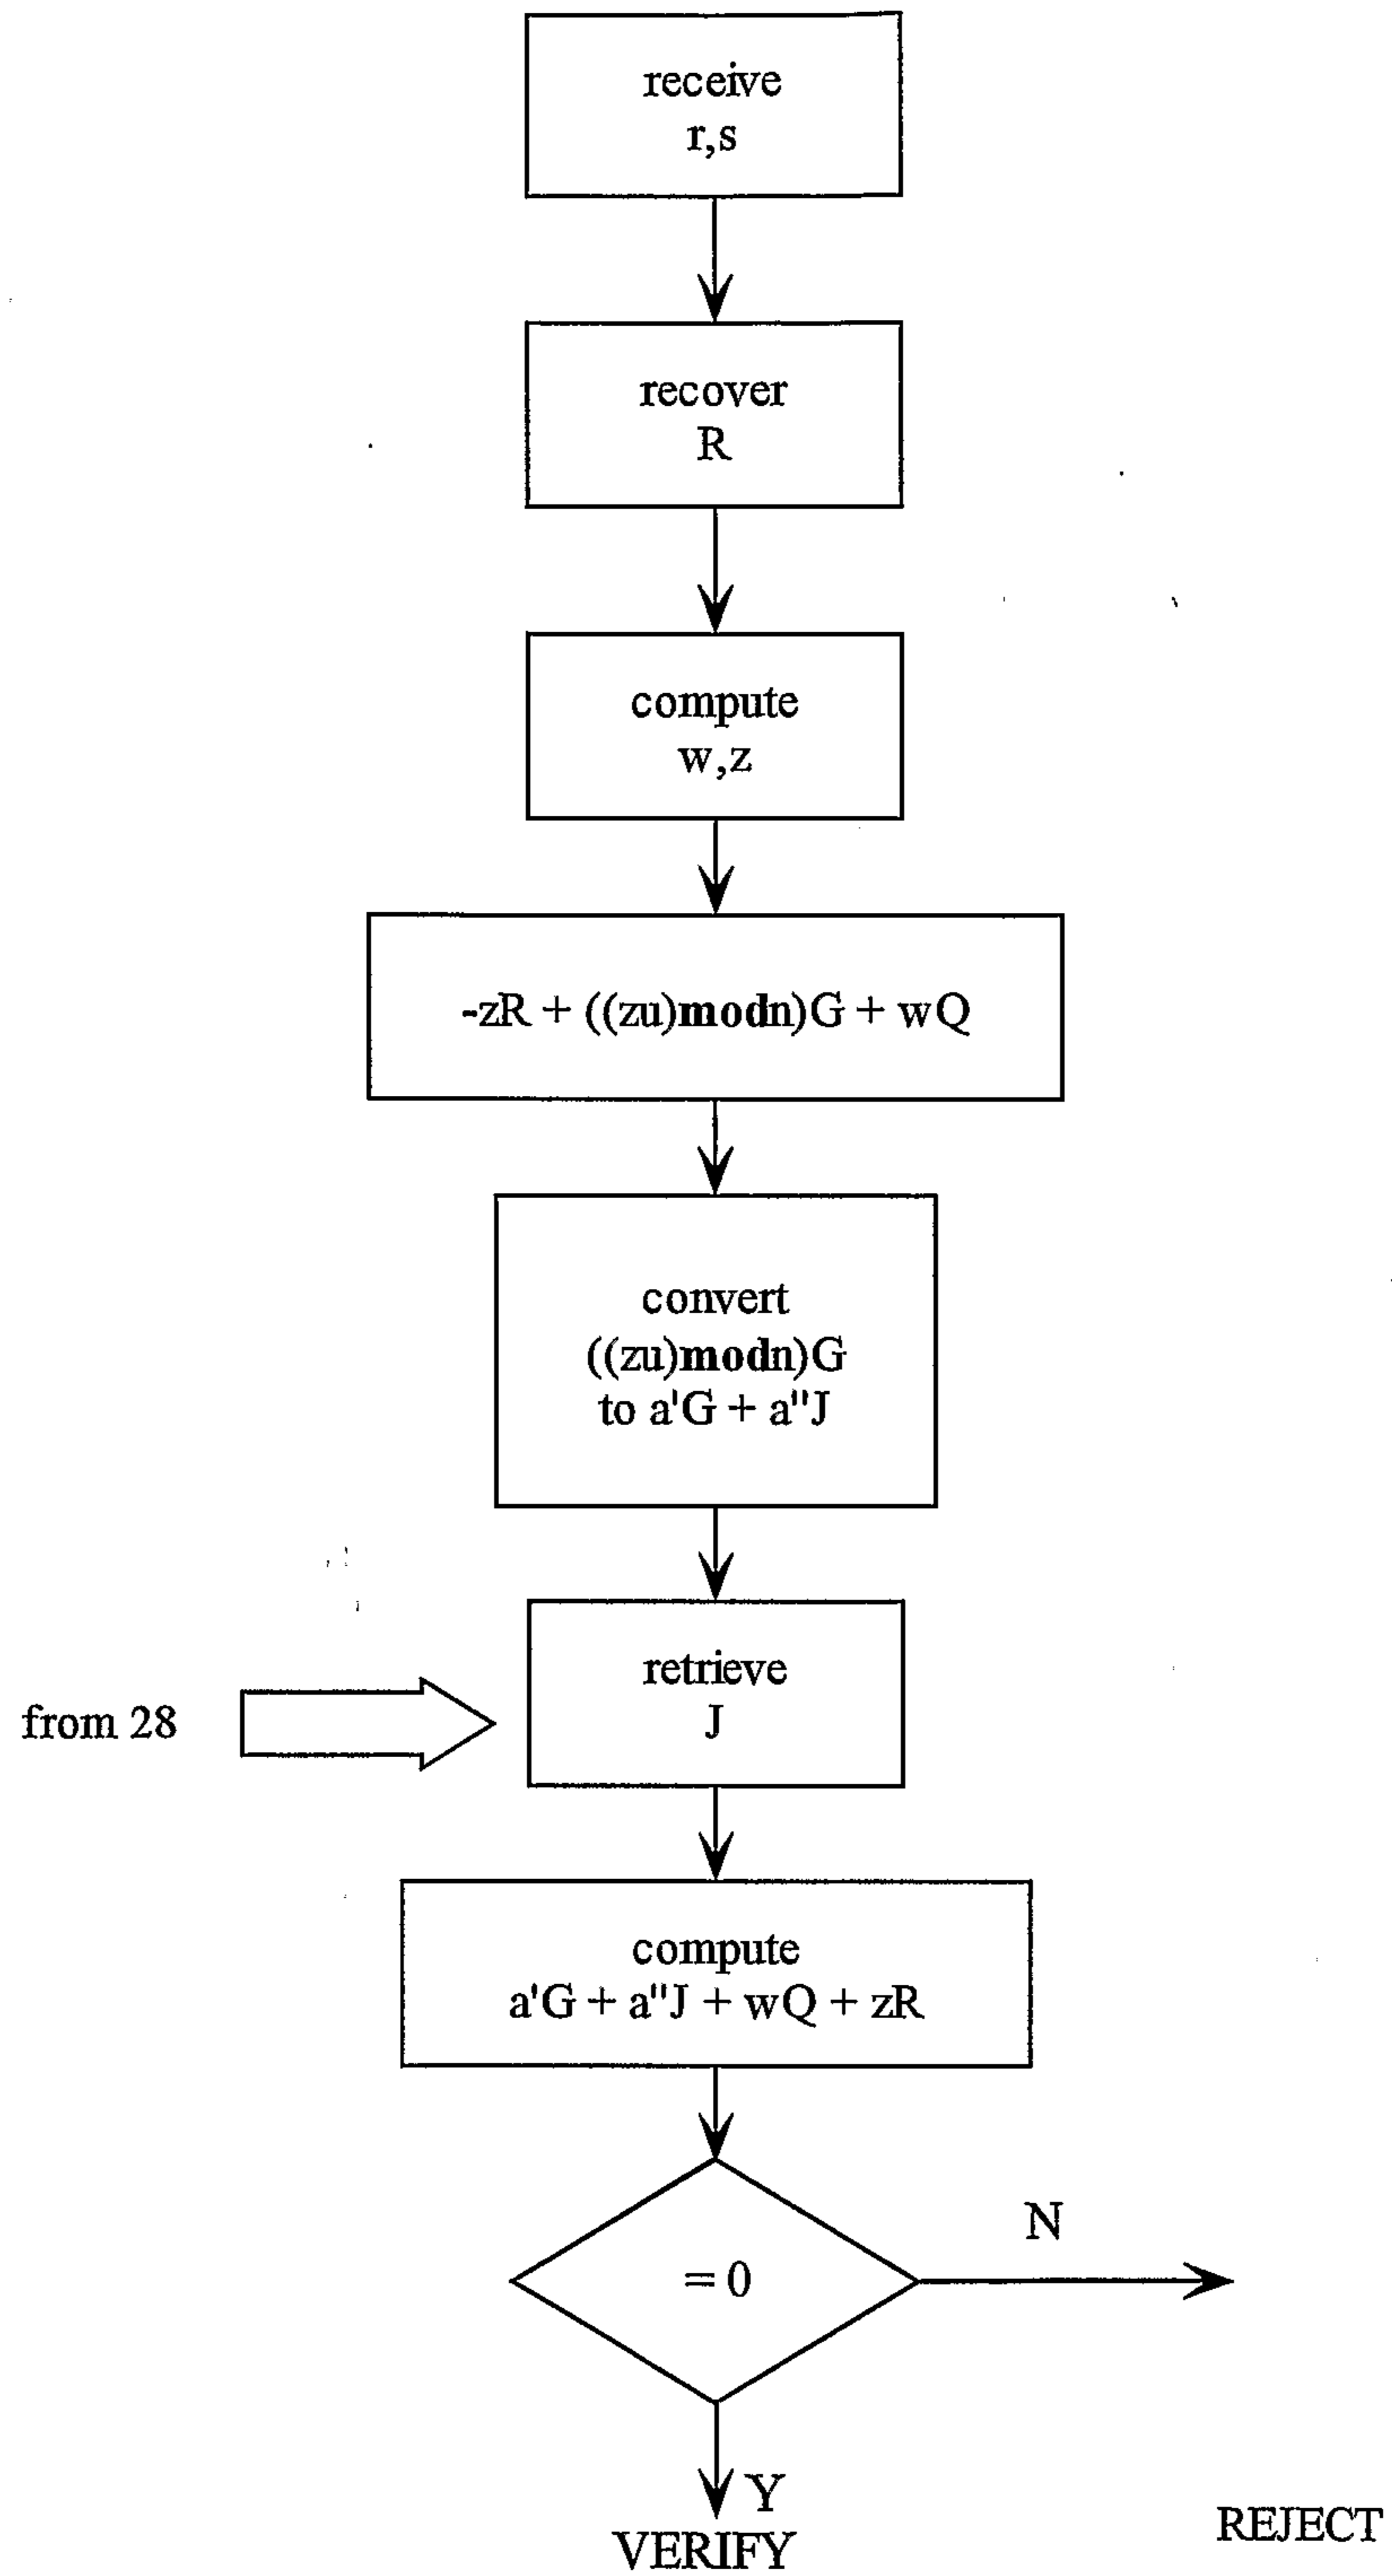 receive
r,s
recover
R
compute
w,z
-zR + ((zu)modn)G + wQ
convert
((zu)modn)G
to a'G + a"J
retrieve
J
from 28
compute
a'G + a"J + wQ + zR
= 0
N
Y
VERIFY
REJECT